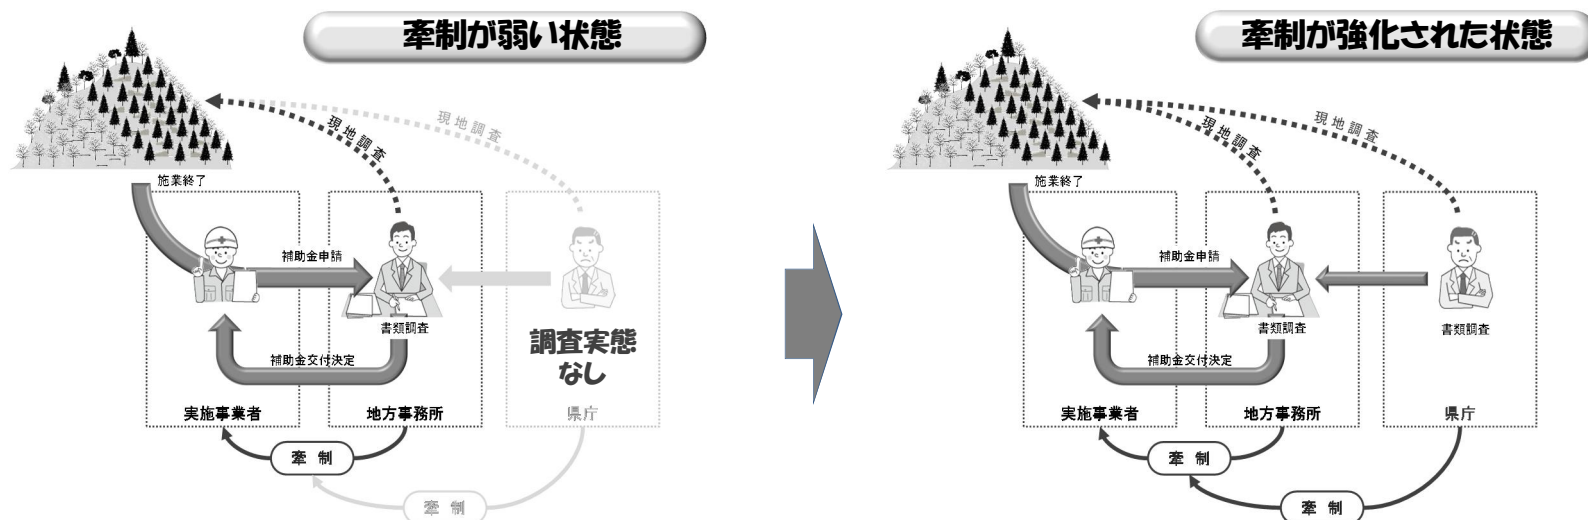 牽制が弱い状態
現地調査
現地調査
施業終了
補助金申請
書類調査
調査実態
なし
補助金交付決定
実施事業者
地方事務所
県庁
牽制
牽制
牽制が強化された状態
現地調査
現地調査
施業終了
補助金申請
書類調査
書類調査
補助金交付決定
実施事業者
地方事務所
県庁
牽制
牽制